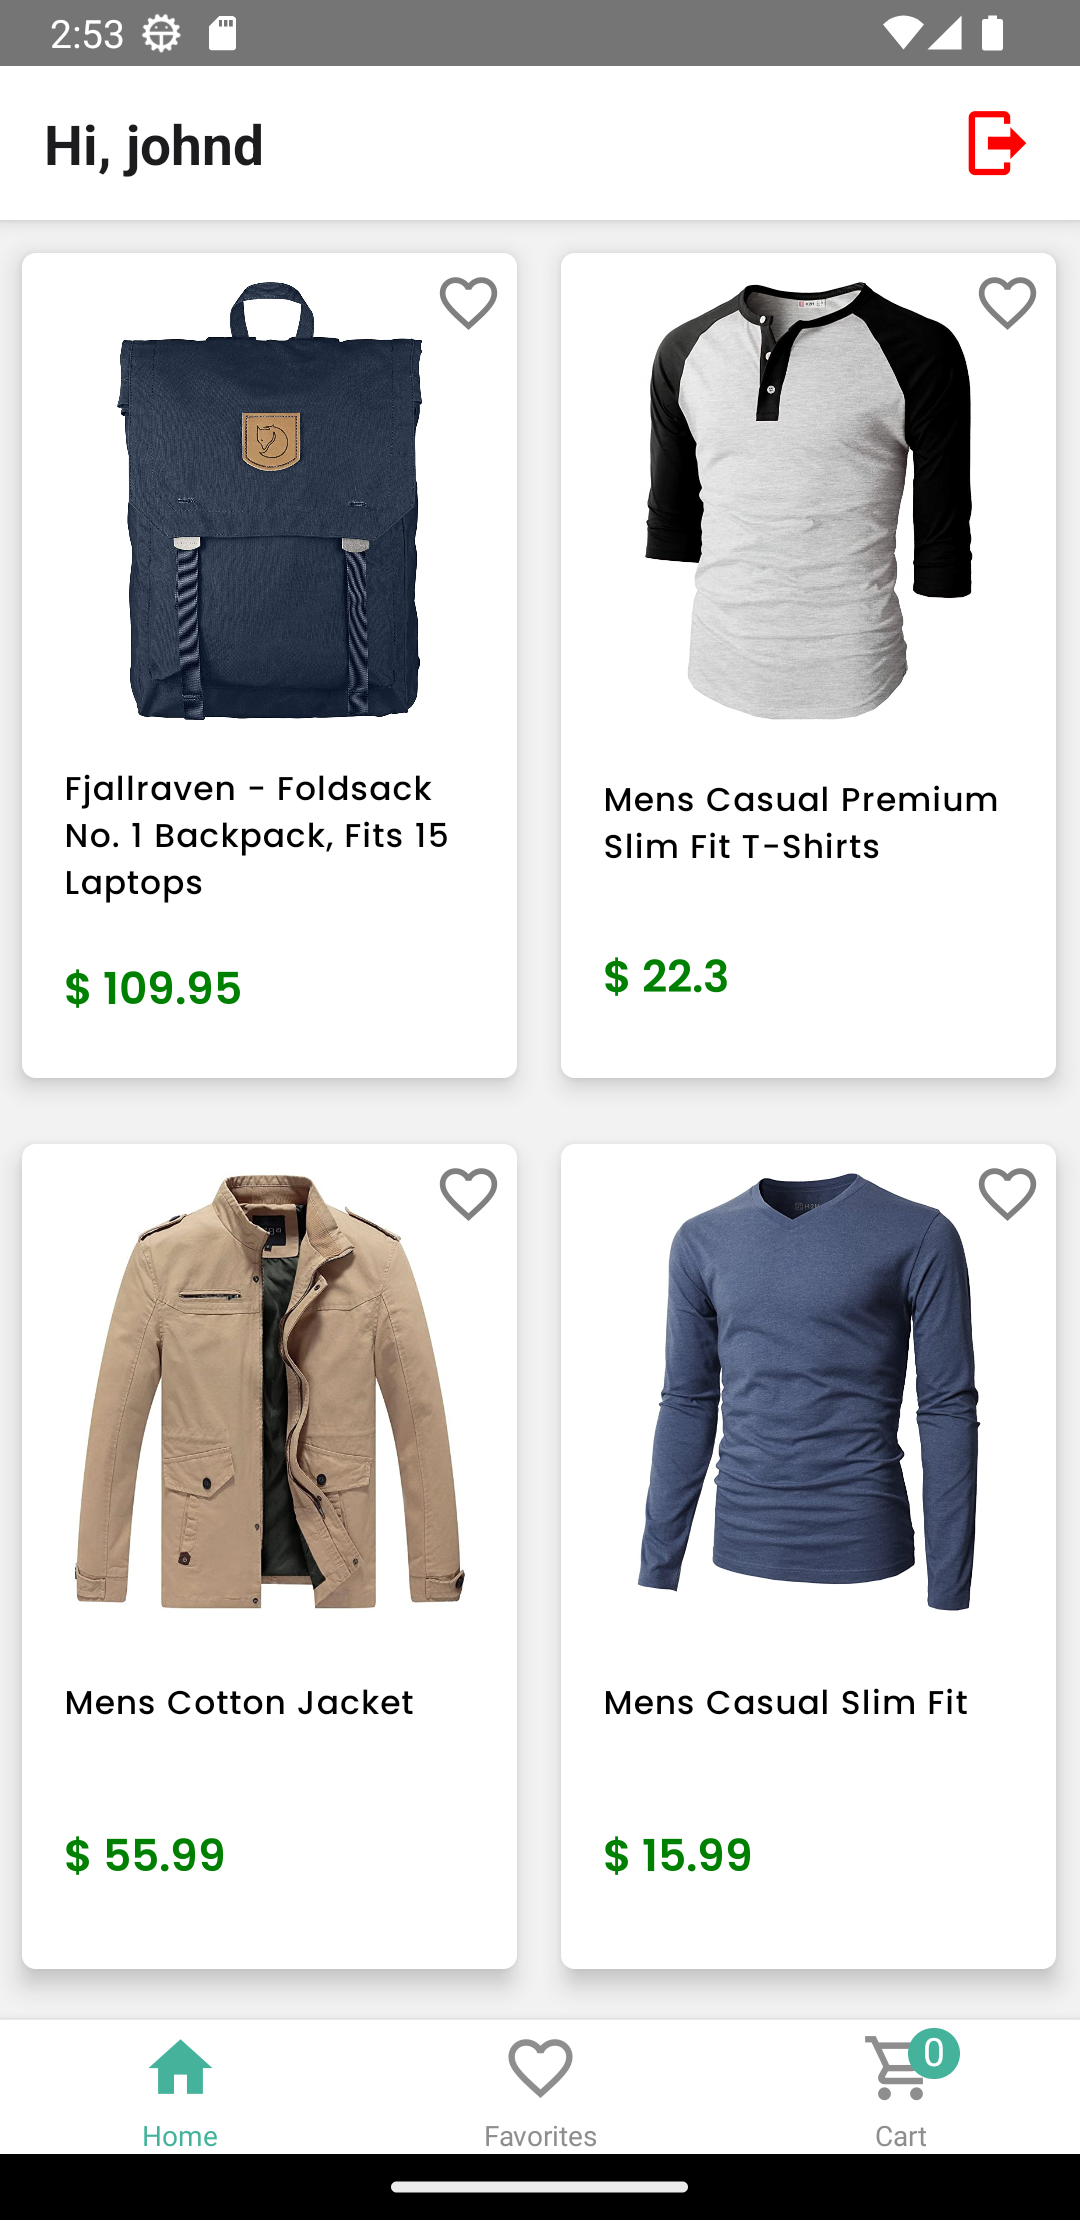 2:53
Hi, johnd
Fjallraven - Foldsack
No. 1 Backpack, Fits 15
Laptops
$ 109.95
Mens Casual Premium
Slim Fit T-Shirts
$ 22.3
Mens Cotton Jacket
$ 55.99
Mens Casual Slim Fit
$ 15.99
0
Home
Favorites
Cart